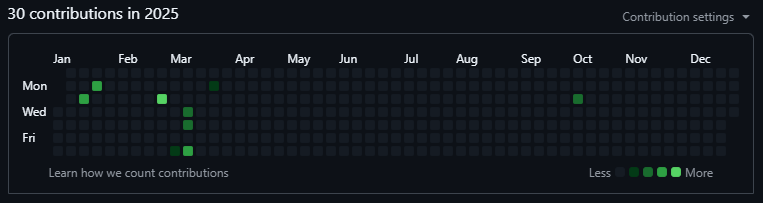 30 contributions in 2025
Contribution settings
Jan Feb Mar Apr May Jun Jul Aug Sep Oct Nov Dec
Mon
Wed
Fri
Learn how we count contributions
Less More